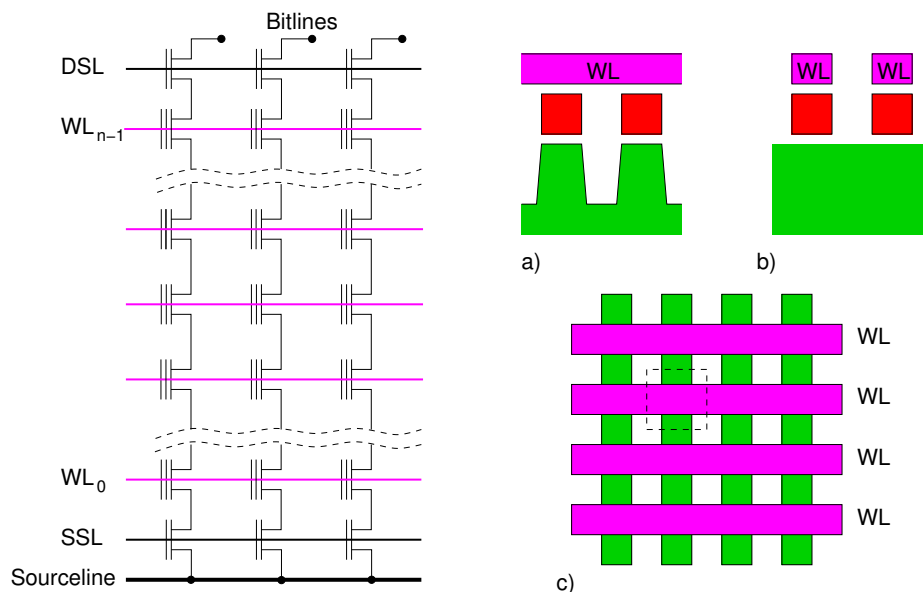 Bitlines
DSL
WLn-1
WL0
SSL
Sourceline
WL
a)
WL WL
b)
WL
WL
WL
WL
c)